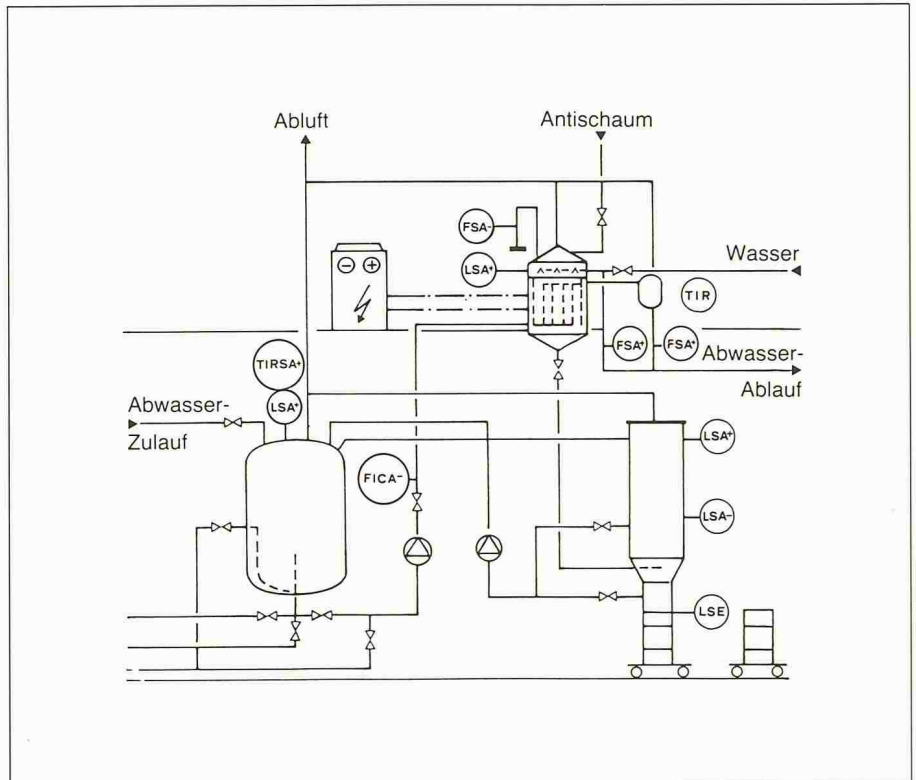 Abluft
Antischaum
FSA-
LSA+
Wasser
TIR
FSA+
FSA+
Abwasser-
Ablauf
TIRSA+
LSA+
Abwasser-
Zulauf
LSA+
FICA-
LSA-
LSE